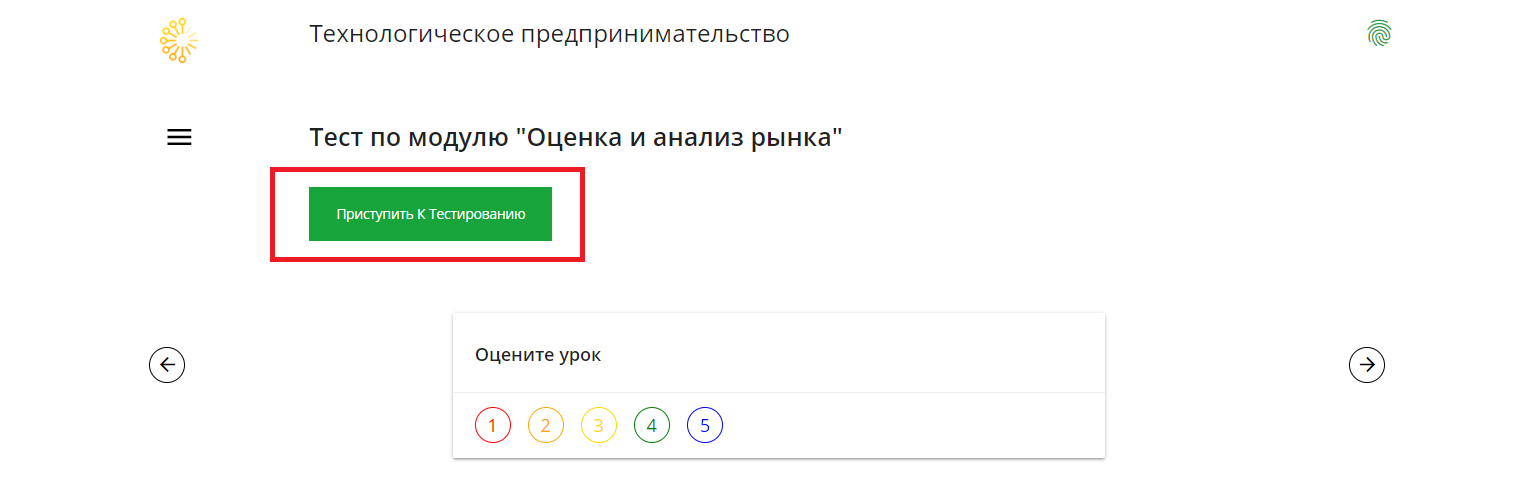 Технологическое предпринимательство
Тест по модулю "Оценка и анализ рынка"
Приступить К Тестированию
Оцените урок
1 2 3 4 5